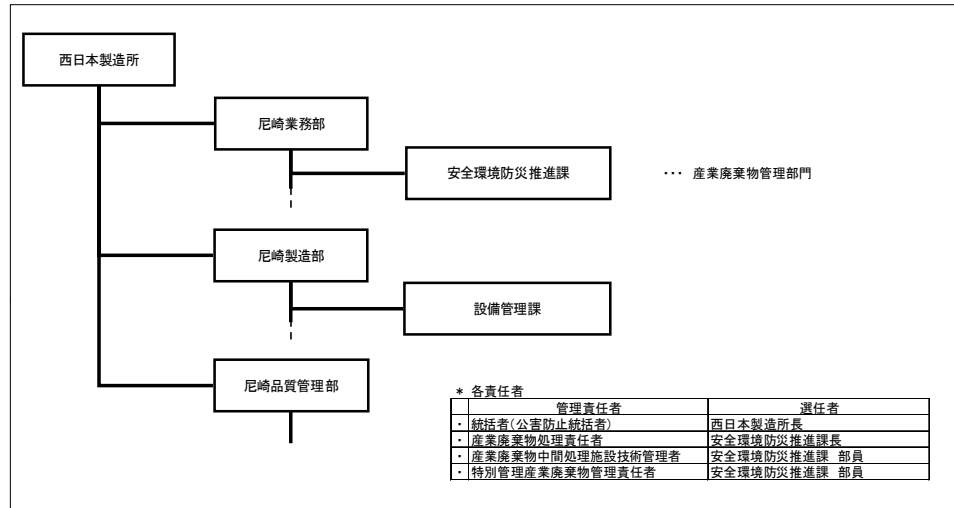 西日本製造所
尼崎業務部
安全環境防災推進課 ・・・ 産業廃棄物管理部門
尼崎製造部
設備管理課
尼崎品質管理部
* 各責任者
管理責任者 選任者
・ 統括者(公害防止統括者) 西日本製造所長
・ 産業廃棄物処理責任者 安全環境防災推進課長
・ 産業廃棄物中間処理施設技術管理者 安全環境防災推進課 部員
・ 特別管理産業廃棄物管理責任者 安全環境防災推進課 部員